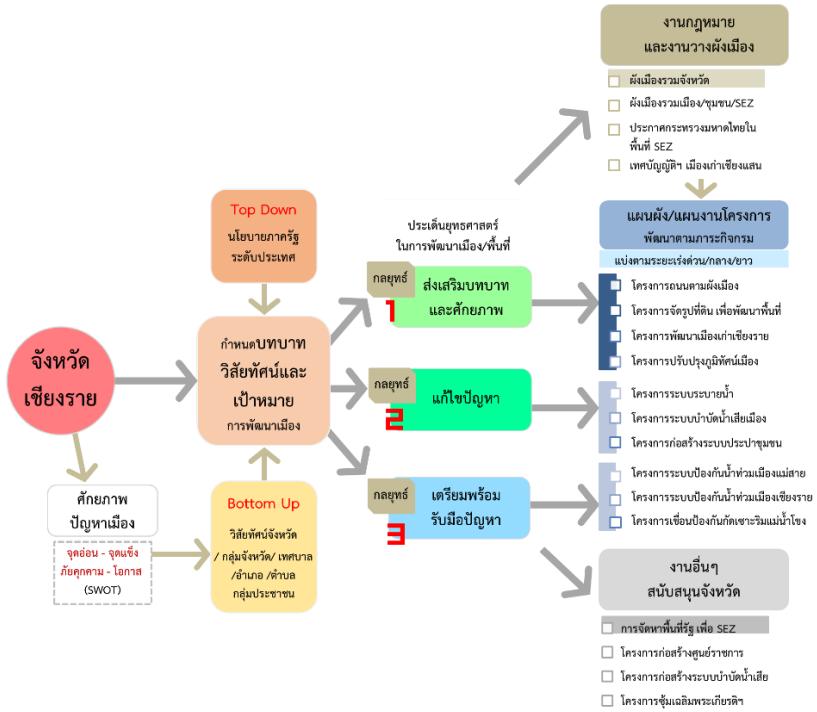 จังหวัด
เชียงราย
ศักยภาพ
ปัญหาเมือง
จุดอ่อน - จุดแข็ง
ภัยคุกคาม - โอกาส
(SWOT)
Top Down
นโยบายภาครัฐ
ระดับประเทศ
กำหนดบทบาท
วิสัยทัศน์และ
เป้าหมาย
การพัฒนาเมือง
Bottom Up
วิสัยทัศน์จังหวัด
/ กลุ่มจังหวัด/ เทศบาล
/อำเภอ /ตำบล
กลุ่มประชาชน
ประเด็นยุทธศาสตร์
ในการพัฒนาเมือง/พื้นที่
กลยุทธ์
1
ส่งเสริมบทบาท
และศักยภาพ
กลยุทธ์
2
แก้ไขปัญหา
กลยุทธ์
3
เตรียมพร้อม
รับมือปัญหา
งานกฎหมาย
และงานวางผังเมือง
ผังเมืองรวมจังหวัด
ผังเมืองรวมเมือง/ชุมชน/SEZ
ประกาศกระทรวงมหาดไทยใน
พื้นที่ SEZ
เทศบัญญัติฯ เมืองเก่าเชียงแสน
แผนผัง/แผนงานโครงการ
พัฒนาตามภาระกิจกรม
แบ่งตามระยะเร่งด่วน/กลาง/ยาว
โครงการถนนตามผังเมือง
โครงการจัดรูปที่ดิน เพื่อพัฒนาพื้นที่
โครงการพัฒนาเมืองเก่าเชียงราย
โครงการปรับปรุงภูมิทัศน์เมือง
โครงการระบบระบายน้ำ
โครงการระบบบำบัดน้ำเสียเมือง
โครงการก่อสร้างระบบประปาชุมชน
โครงการระบบป้องกันน้ำท่วมเมืองแม่สาย
โครงการระบบป้องกันน้ำท่วมเมืองเชียงราย
โครงการเขื่อนป้องกันกัดเซาะริมแม่น้ำโขง
งานอื่นๆ
สนับสนุนจังหวัด
การจัดหาพื้นที่รัฐ เพื่อ SEZ
โครงการก่อสร้างศูนย์ราชการ
โครงการก่อสร้างระบบบำบัดน้ำเสีย
โครงการซุ้มเฉลิมพระเกียรติฯ